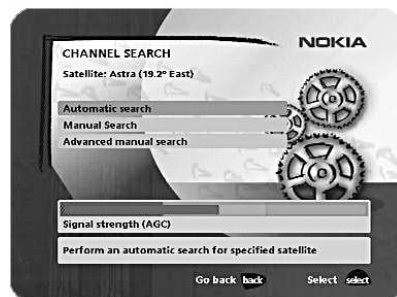 NOKIA
CHANNEL SEARCH
Satellite: Astra (19.2° East)
Automatic search
Manual Search
Advanced manual search
Signal strength (AGC)
Perform an automatic search for specified satellite
Go back back Select select